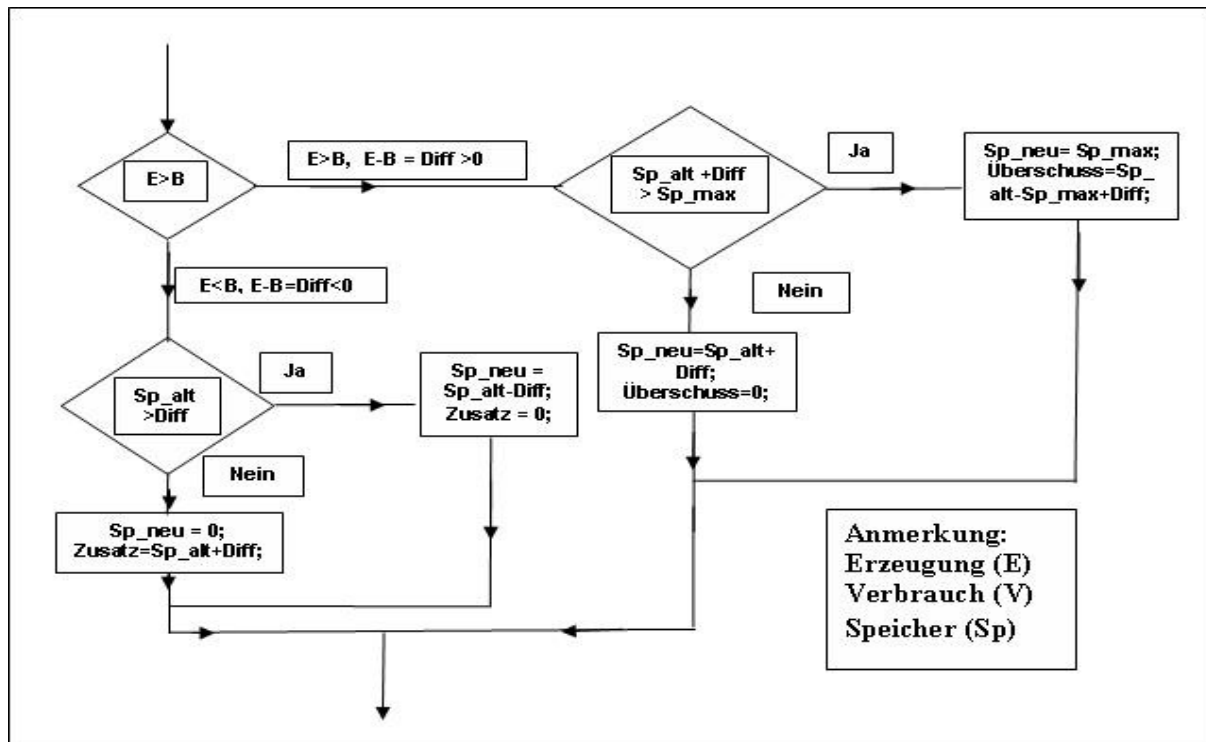 E>B
E>B, E-B = Diff >0
Sp_alt +Diff
> Sp_max
Ja
Sp_neu= Sp_max;
Überschuss=Sp_
alt-Sp_max+Diff;
E<B, E-B=Diff<0
Nein
Sp_neu=Sp_alt+
Diff;
Überschuss=0;
Sp_alt
>Diff
Ja
Sp_neu =
Sp_alt-Diff;
Zusatz = 0;
Nein
Sp_neu = 0;
Zusatz=Sp_alt+Diff;
Anmerkung:
Erzeugung (E)
Verbrauch (V)
Speicher (Sp)